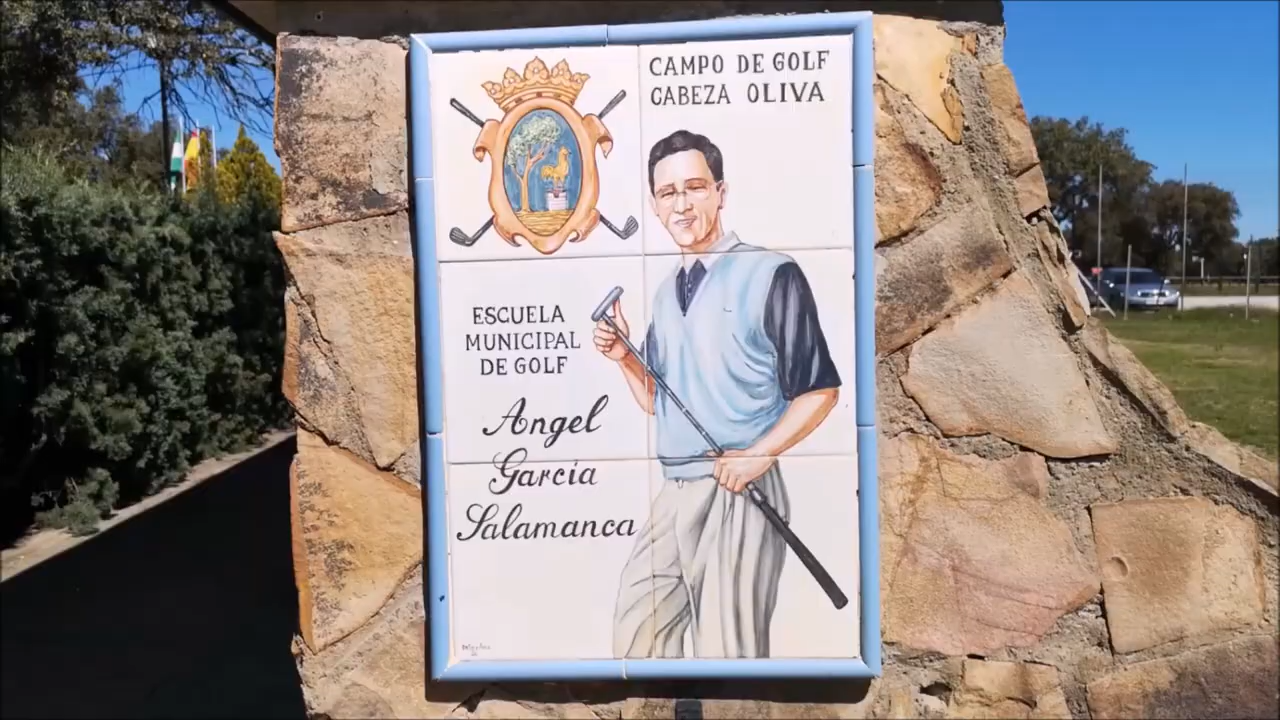 CAMPO DE GOLF
CABEZA OLIVA
ESCUELA
MUNICIPAL
DE GOLF
Angel
Garcia
Salamanca